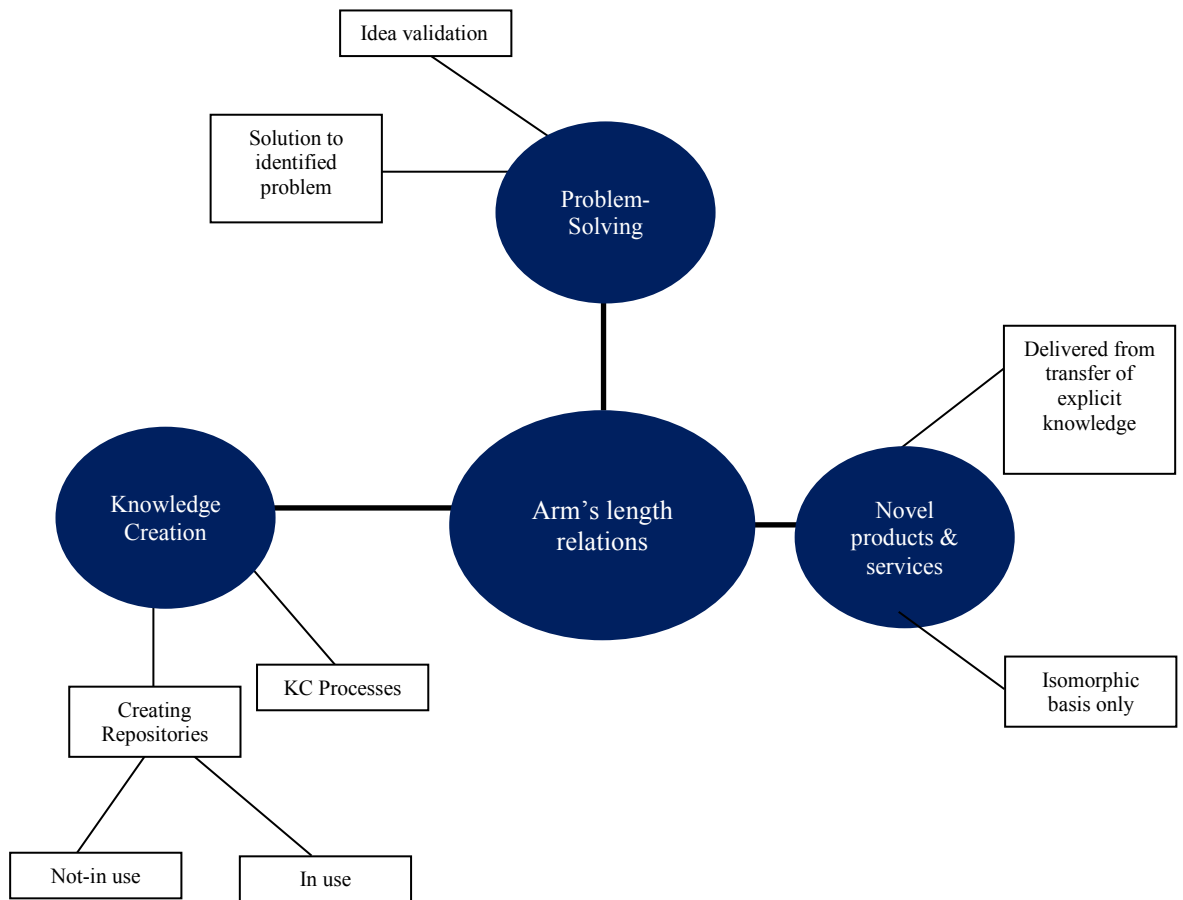 Idea validation
Solution to
identified
problem
Problem-
Solving
Delivered from
transfer of
explicit
knowledge
Knowledge
Creation
Arm’s length
relations
Novel
products &
services
KC Processes
Creating
Repositories
Isomorphic
basis only
Not-in use
In use